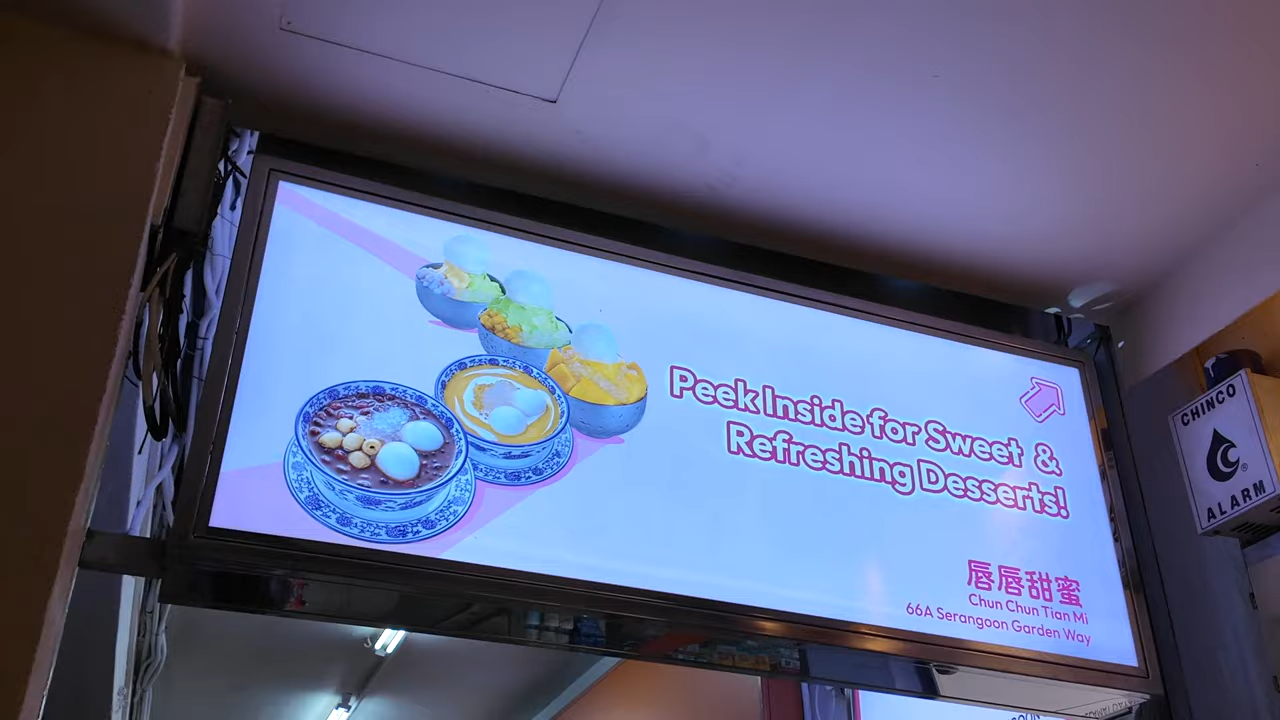 Peek Inside for Sweet &
Refreshing Desserts!
唇唇甜蜜
Chun Chun Tian Mi
66A Serangoon Garden Way
CHINCO
®
ALARM